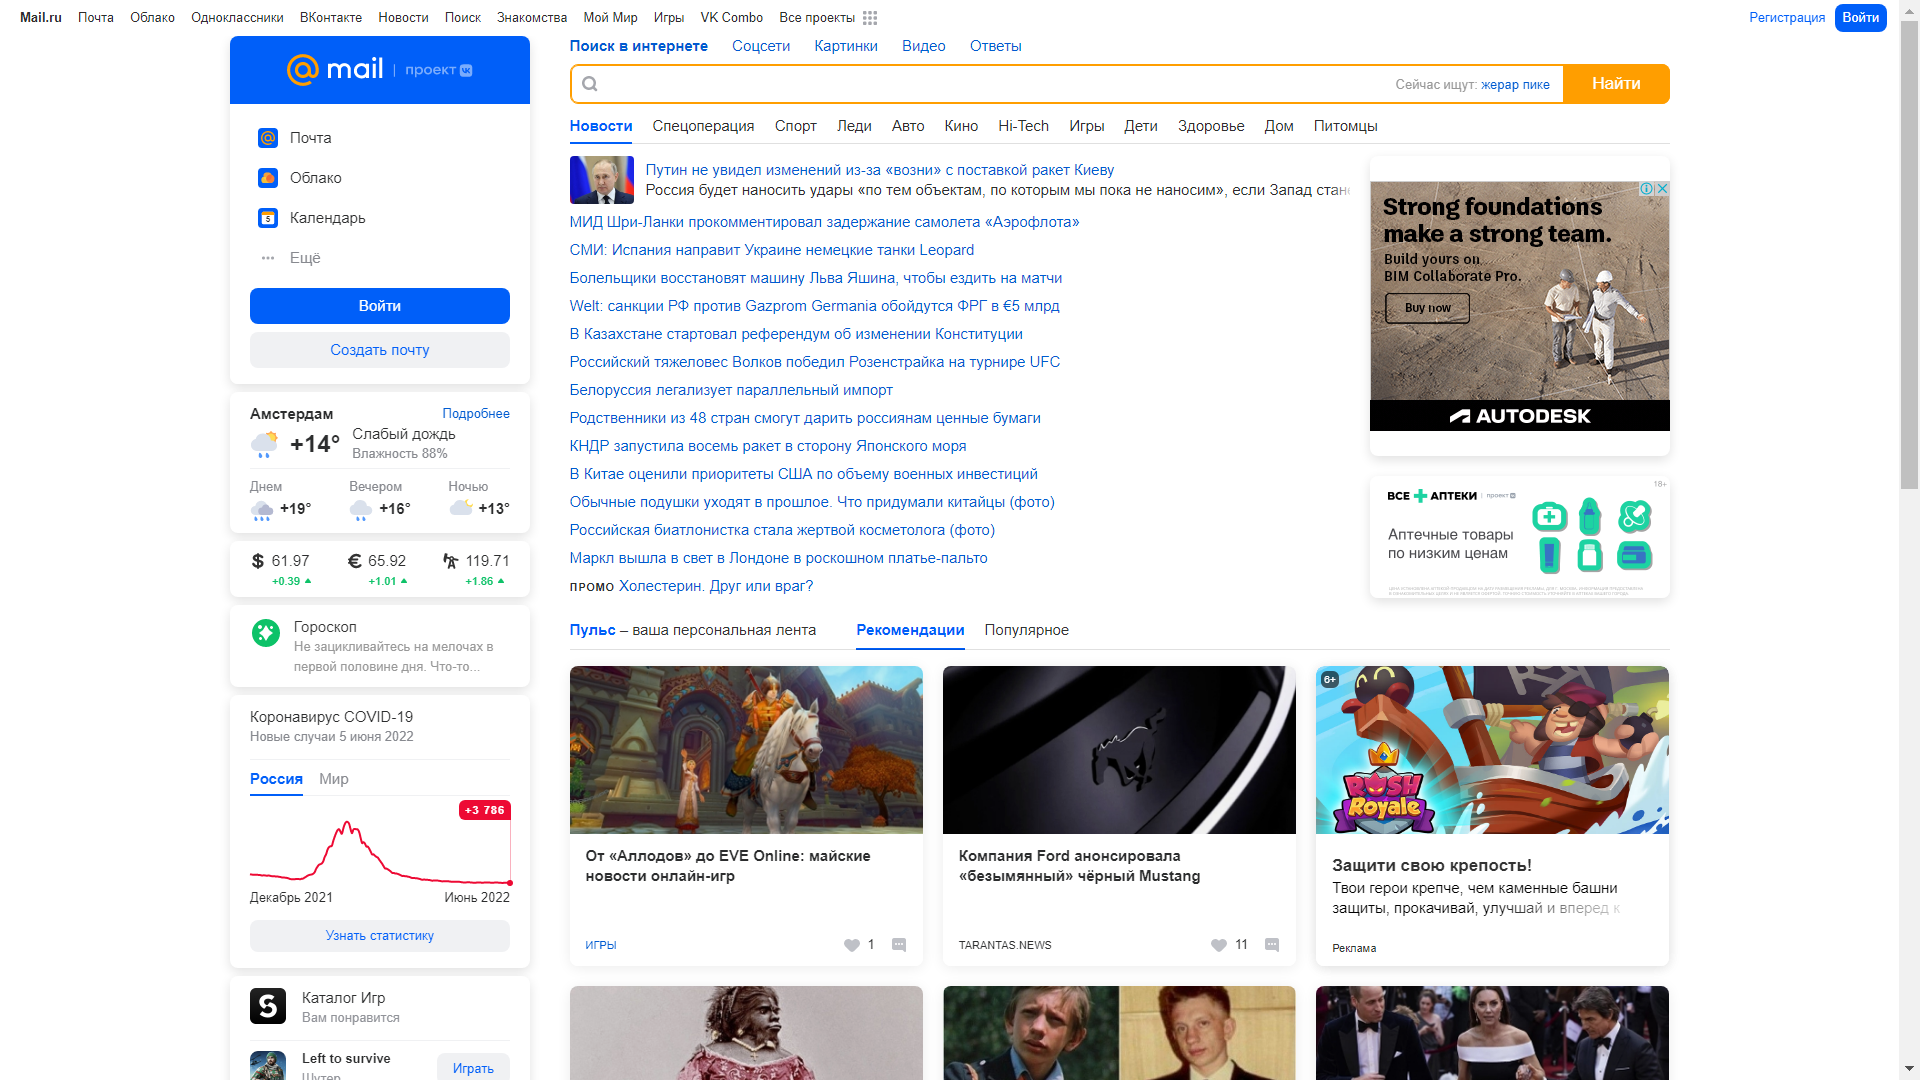 Mail.ru Почта Облако Одноклассники ВКонтакте Новости Поиск Знакомства Мой Мир Игры VK Combo Все проекты
Регистрация Войти
@mail | проект
Почта
Облако
5 Календарь
Ещё
Войти
Создать почту
Амстердам Подробнее
+14° Слабый дождь
Влажность 88%
Днем Вечером Ночью
+19° +16° +13°
$ 61.97 € 65.92 119.71
+0.39 +1.01 +1.86
Гороскоп
Не зацикливайтесь на мелочах в
первой половине дня. Что-то...
Коронавирус COVID-19
Новые случаи 5 июня 2022
Россия Мир
+3 786
Декабрь 2021 Июнь 2022
Узнать статистику
S Каталог Игр
Вам понравится
Left to survive
Шутер
Играть
Поиск в интернете Соцсети Картинки Видео Ответы
Сейчас ищут: жерар пике Найти
Новости Спецоперация Спорт Леди Авто Кино Hi-Tech Игры Дети Здоровье Дом Питомцы
Путин не увидел изменений из-за «возни» с поставкой ракет Киеву
Россия будет наносить удары «по тем объектам, по которым мы пока не наносим», если Запад стане
МИД Шри-Ланки прокомментировал задержание самолета «Аэрофлота»
СМИ: Испания направит Украине немецкие танки Leopard
Болельщики восстановят машину Льва Яшина, чтобы ездить на матчи
Welt: санкции РФ против Gazprom Germania обойдутся ФРГ в €5 млрд
В Казахстане стартовал референдум об изменении Конституции
Российский тяжеловес Волков победил Розенстрайка на турнире UFC
Белоруссия легализует параллельный импорт
Родственники из 48 стран смогут дарить россиянам ценные бумаги
КНДР запустила восемь ракет в сторону Японского моря
В Китае оценили приоритеты США по объему военных инвестиций
Обычные подушки уходят в прошлое. Что придумали китайцы (фото)
Российская биатлонистка стала жертвой косметолога (фото)
Маркл вышла в свет в Лондоне в роскошном платье-пальто
ПРОМО Холестерин. Друг или враг?
Strong foundations
make a strong team.
Build yours on
BIM Collaborate Pro.
Buy now
AUTODESK
18+
ВСЕ АПТЕКИ | проект
Аптечные товары
по низким ценам
Пульс – ваша персональная лента Рекомендации Популярное
От «Аллодов» до EVE Online: майские
новости онлайн-игр
ИГРЫ 1
Компания Ford анонсировала
«безымянный» чёрный Mustang
TARANTAS.NEWS 11
6+
RUSH
Royale
Защити свою крепость!
Твои герои крепче, чем каменные башни
защиты, прокачивай, улучшай и вперед к
Реклама